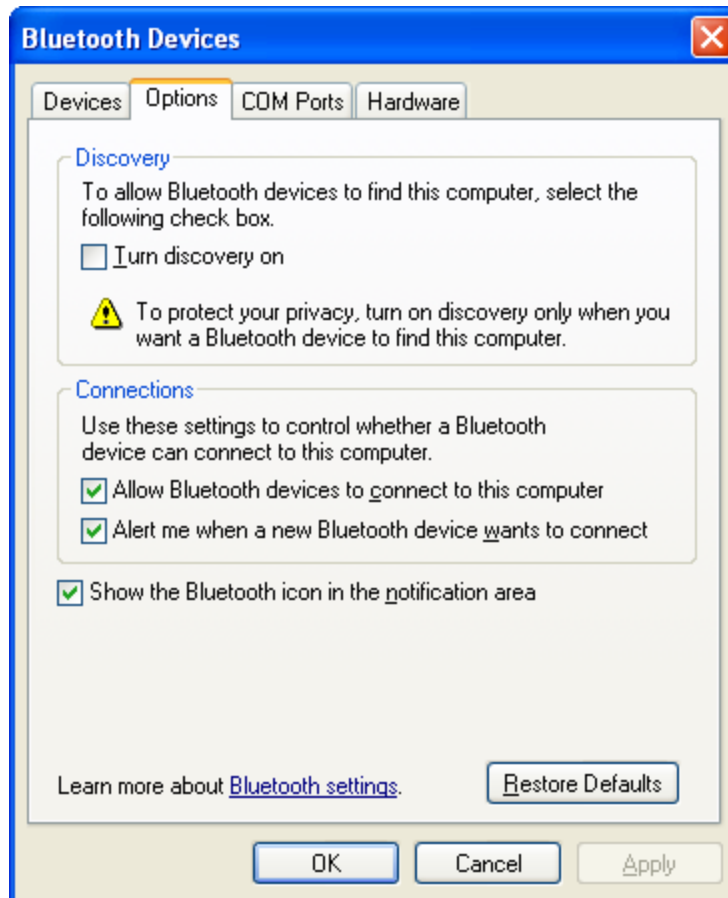 Bluetooth Devices
Devices Options COM Ports Hardware
Discovery
To allow Bluetooth devices to find this computer, select the
following check box.
Turn discovery on
To protect your privacy, turn on discovery only when you
want a Bluetooth device to find this computer.
Connections
Use these settings to control whether a Bluetooth
device can connect to this computer.
Allow Bluetooth devices to connect to this computer
Alert me when a new Bluetooth device wants to connect
Show the Bluetooth icon in the notification area
Learn more about Bluetooth settings.
Restore Defaults
OK Cancel Apply